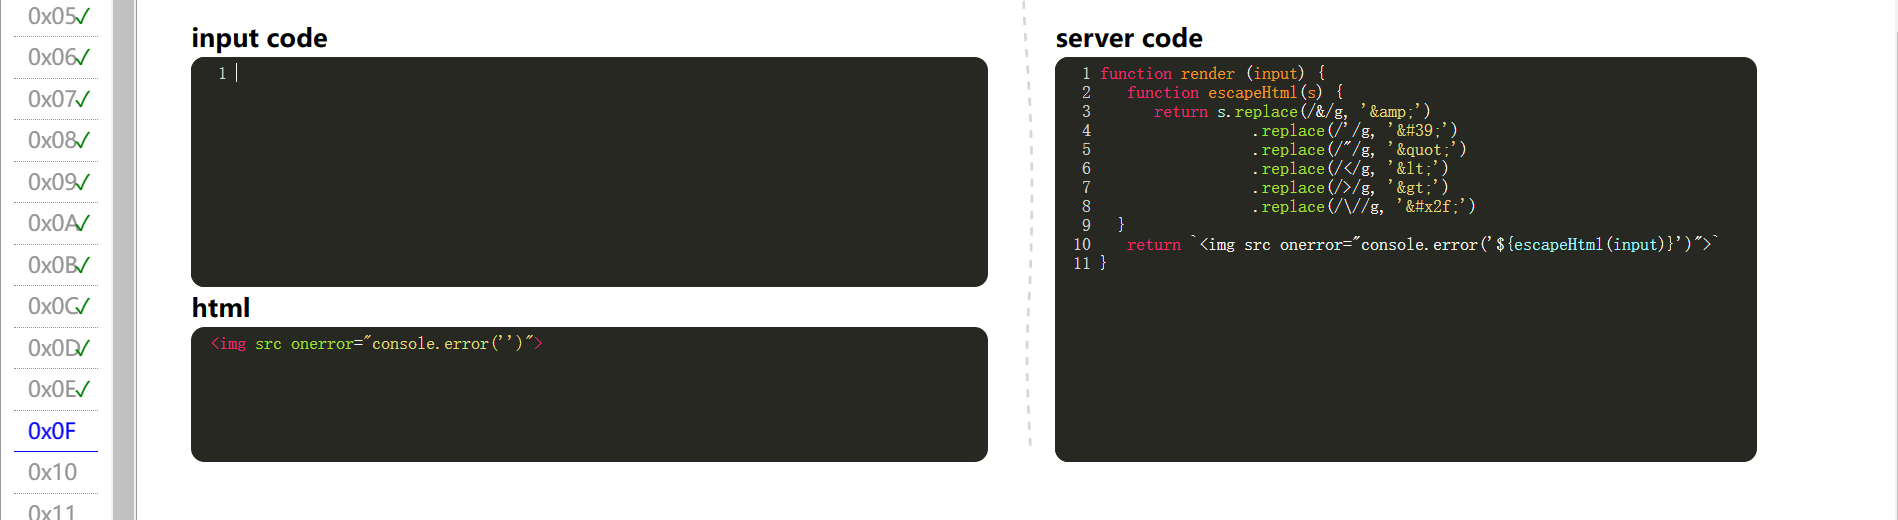 0x05✓
0x06✓
0x07✓
0x08✓
0x09✓
0x0A✓
0x0B✓
0x0C✓
0x0D✓
0x0E✓
0x0F
0x10
0x11
input code
1
html
<img src onerror="console.error('')">
server code
1 function render (input) {
2   function escapeHtml(s) {
3      return s.replace(/&/g, '&amp;')
4                .replace(/'/g, '&#39;')
5                .replace(/"/g, '&quot;')
6                .replace(/</g, '&lt;')
7                .replace(/>/g, '&gt;')
8                .replace(/\//g, '&#x2f;')
9  }
10   return `<img src onerror="console.error('${escapeHtml(input)}')">`
11 }